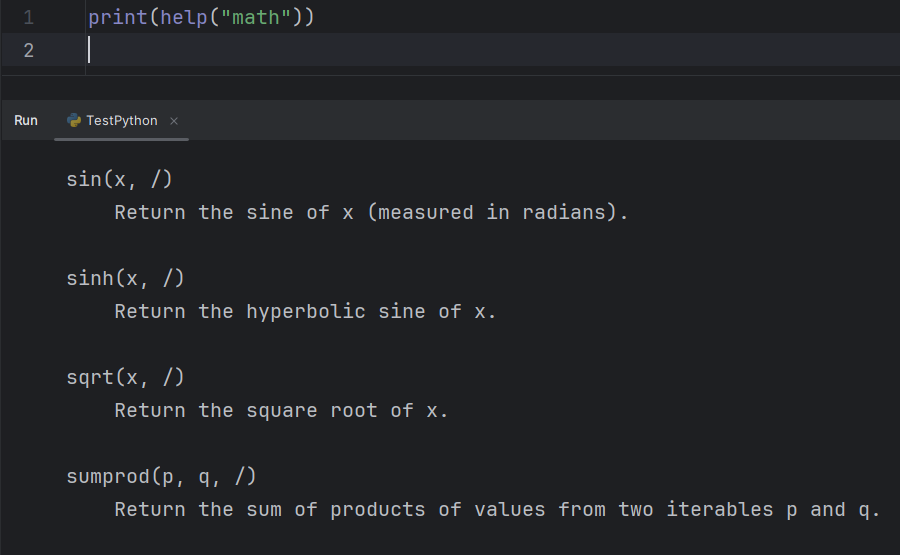 1 print(help("math"))
2
Run TestPython ×
sin(x, /)
Return the sine of x (measured in radians).
sinh(x, /)
Return the hyperbolic sine of x.
sqrt(x, /)
Return the square root of x.
sumprod(p, q, /)
Return the sum of products of values from two iterables p and q.